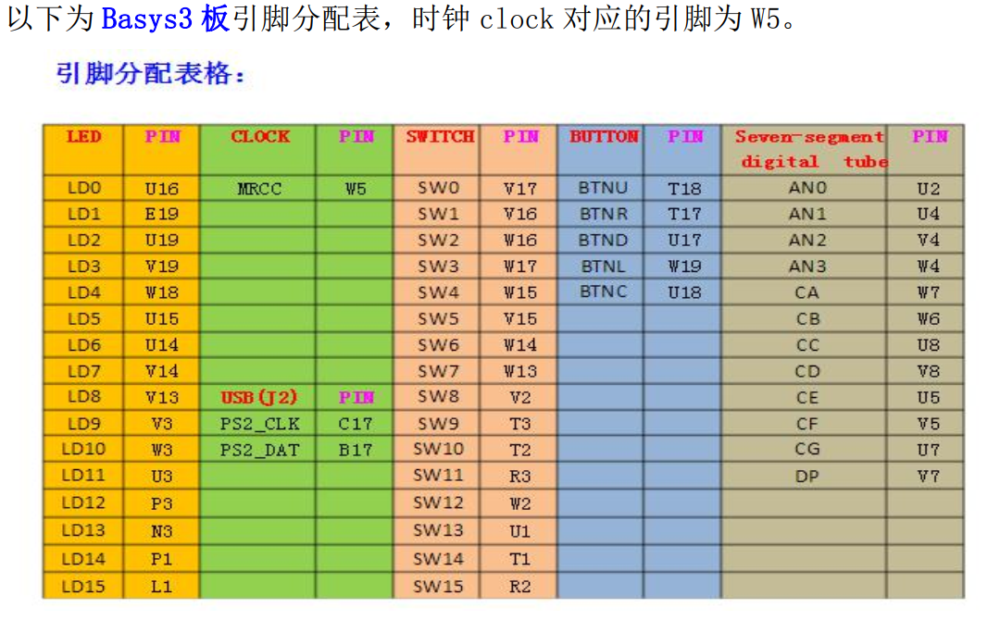 以下为 Basys3 板引脚分配表，时钟 clock 对应的引脚为 W5。
引脚分配表格：
LED PIN CLOCK PIN SWITCH PIN BUTTON PIN Seven-segment digital tube PIN
LD0 U16 MRCC W5 SW0 V17 BTNU T18 AN0 U2
LD1 E19 SW1 V16 BTNR T17 AN1 U4
LD2 U19 SW2 W16 BTND U17 AN2 V4
LD3 V19 SW3 W17 BTNL W19 AN3 W4
LD4 W18 SW4 W15 BTNC U18 CA W7
LD5 U15 SW5 V15 CB W6
LD6 U14 SW6 W14 CC U8
LD7 V14 SW7 W13 CD V8
LD8 V13 USB(J2) PIN SW8 V2 CE U5
LD9 V3 PS2_CLK C17 SW9 T3 CF V5
LD10 W3 PS2_DAT B17 SW10 T2 CG U7
LD11 U3 SW11 R3 DP V7
LD12 P3 SW12 W2
LD13 N3 SW13 U1
LD14 P1 SW14 T1
LD15 L1 SW15 R2